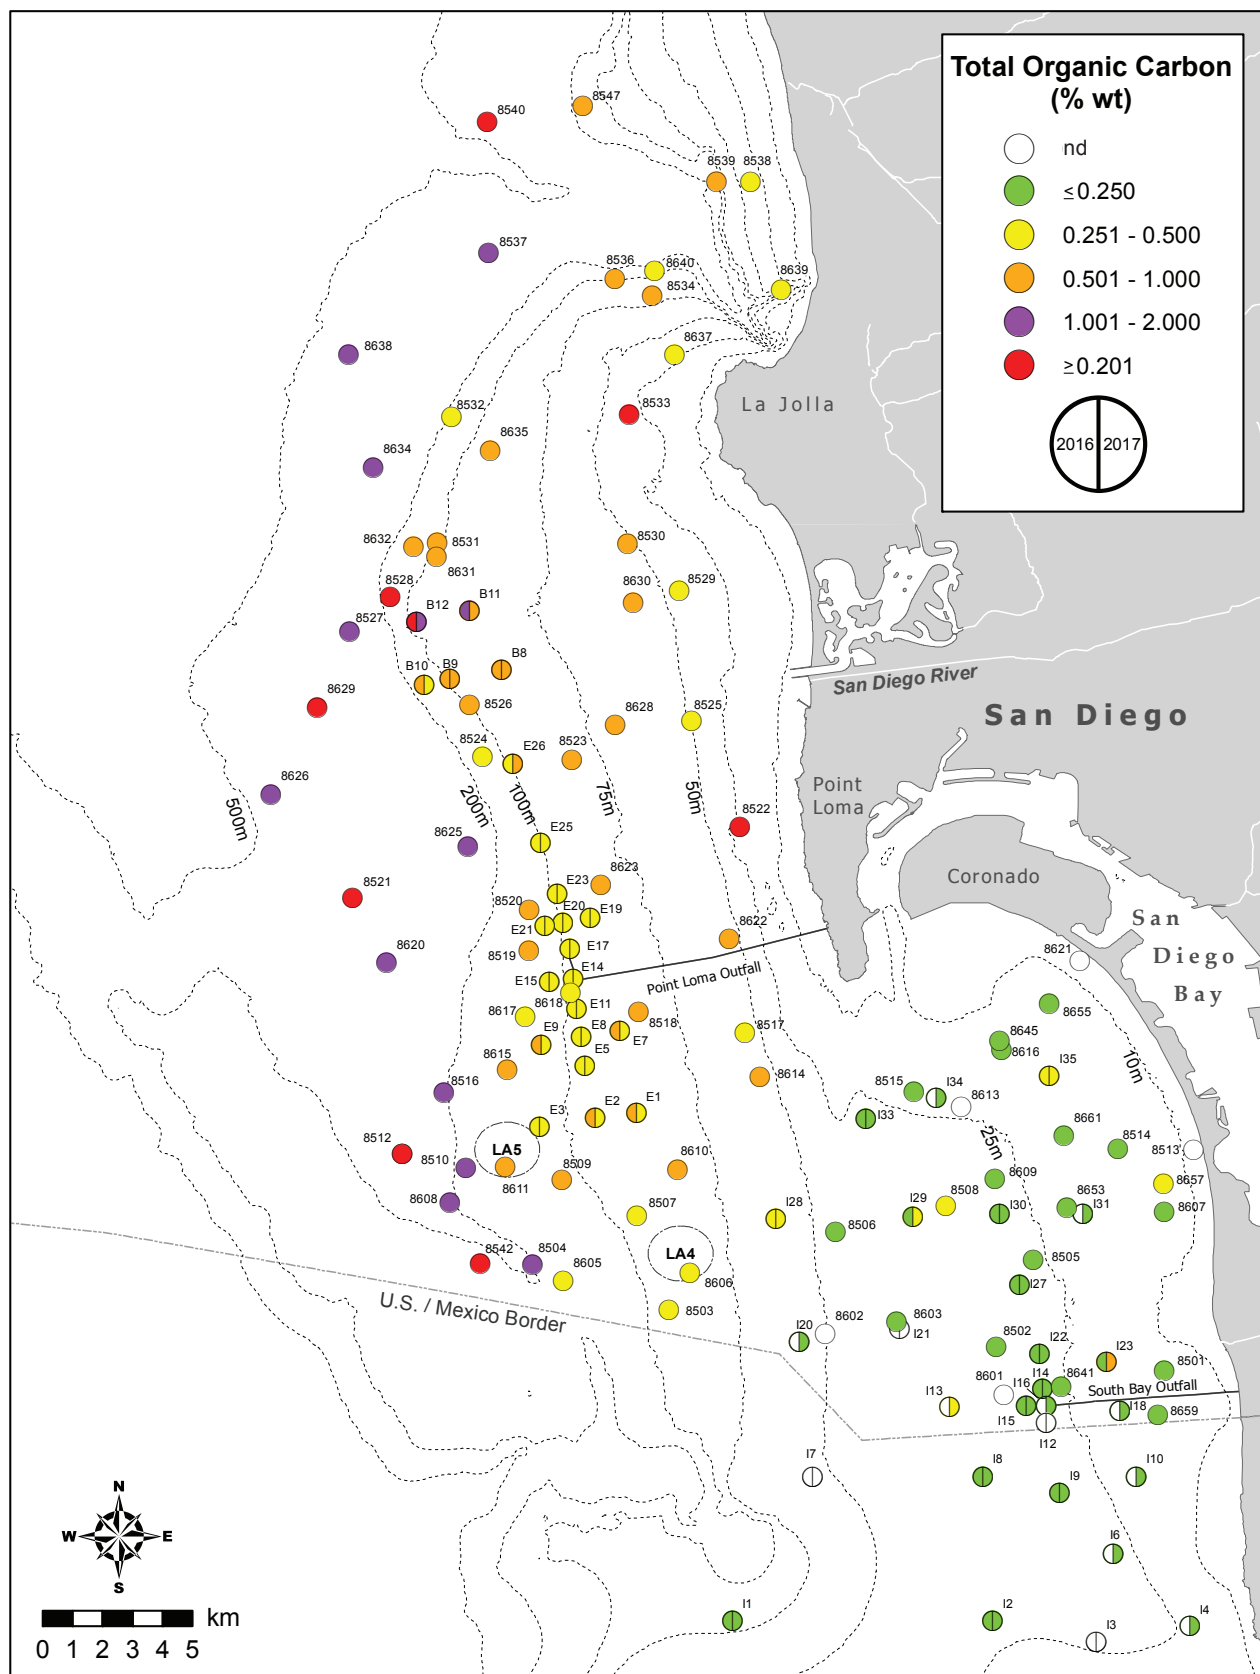 Total Organic Carbon
(% wt)
nd
≤0.250
0.251 - 0.500
0.501 - 1.000
1.001 - 2.000
≥0.201
2016 2017
8547
8540
8539 8538
8537
8536 8640
8639
8534
8638
8637
La Jolla
8533
8532
8635
8634
8632 8531
8530
8631
8528
8529
8630
B12 B11
8527
B10 B9 B8
San Diego River
8629
8526
8628
8525
San Diego
8524
E26 8523
8626
Point
Loma
500m
200m
100m
75m
50m
8522
8625
E25
Coronado
8521
8623
E23
8520
E20 E19
E21
San
Diego
Bay
8622
8621
E17
8519
8620
E14
E15
Point Loma Outfall
8618
8617
E11
8518
8655
8517
E9 E8 E7
8645
8616
10m
E5
I35
8615
8614
8516
8515 I34
8613
E3 E2 E1
I33
25m
8661
8514
8513
8512
LA5
8510
8611
8509
8610
8609
8657
8608
8507
I28
I29 8508
I30
8653
I31
8607
8506
LA4
8542 8504
8605
8606
8505
I27
U.S. / Mexico Border
8503
I20 8602
8603
I21
8502
I22
I23
8501
I14 8641
8601 I16
South Bay Outfall
I13
I15
I18
8659
I12
I7
I8
I9
I10
I6
N
W E
S
I1
I2
I3
I4
km
0 1 2 3 4 5